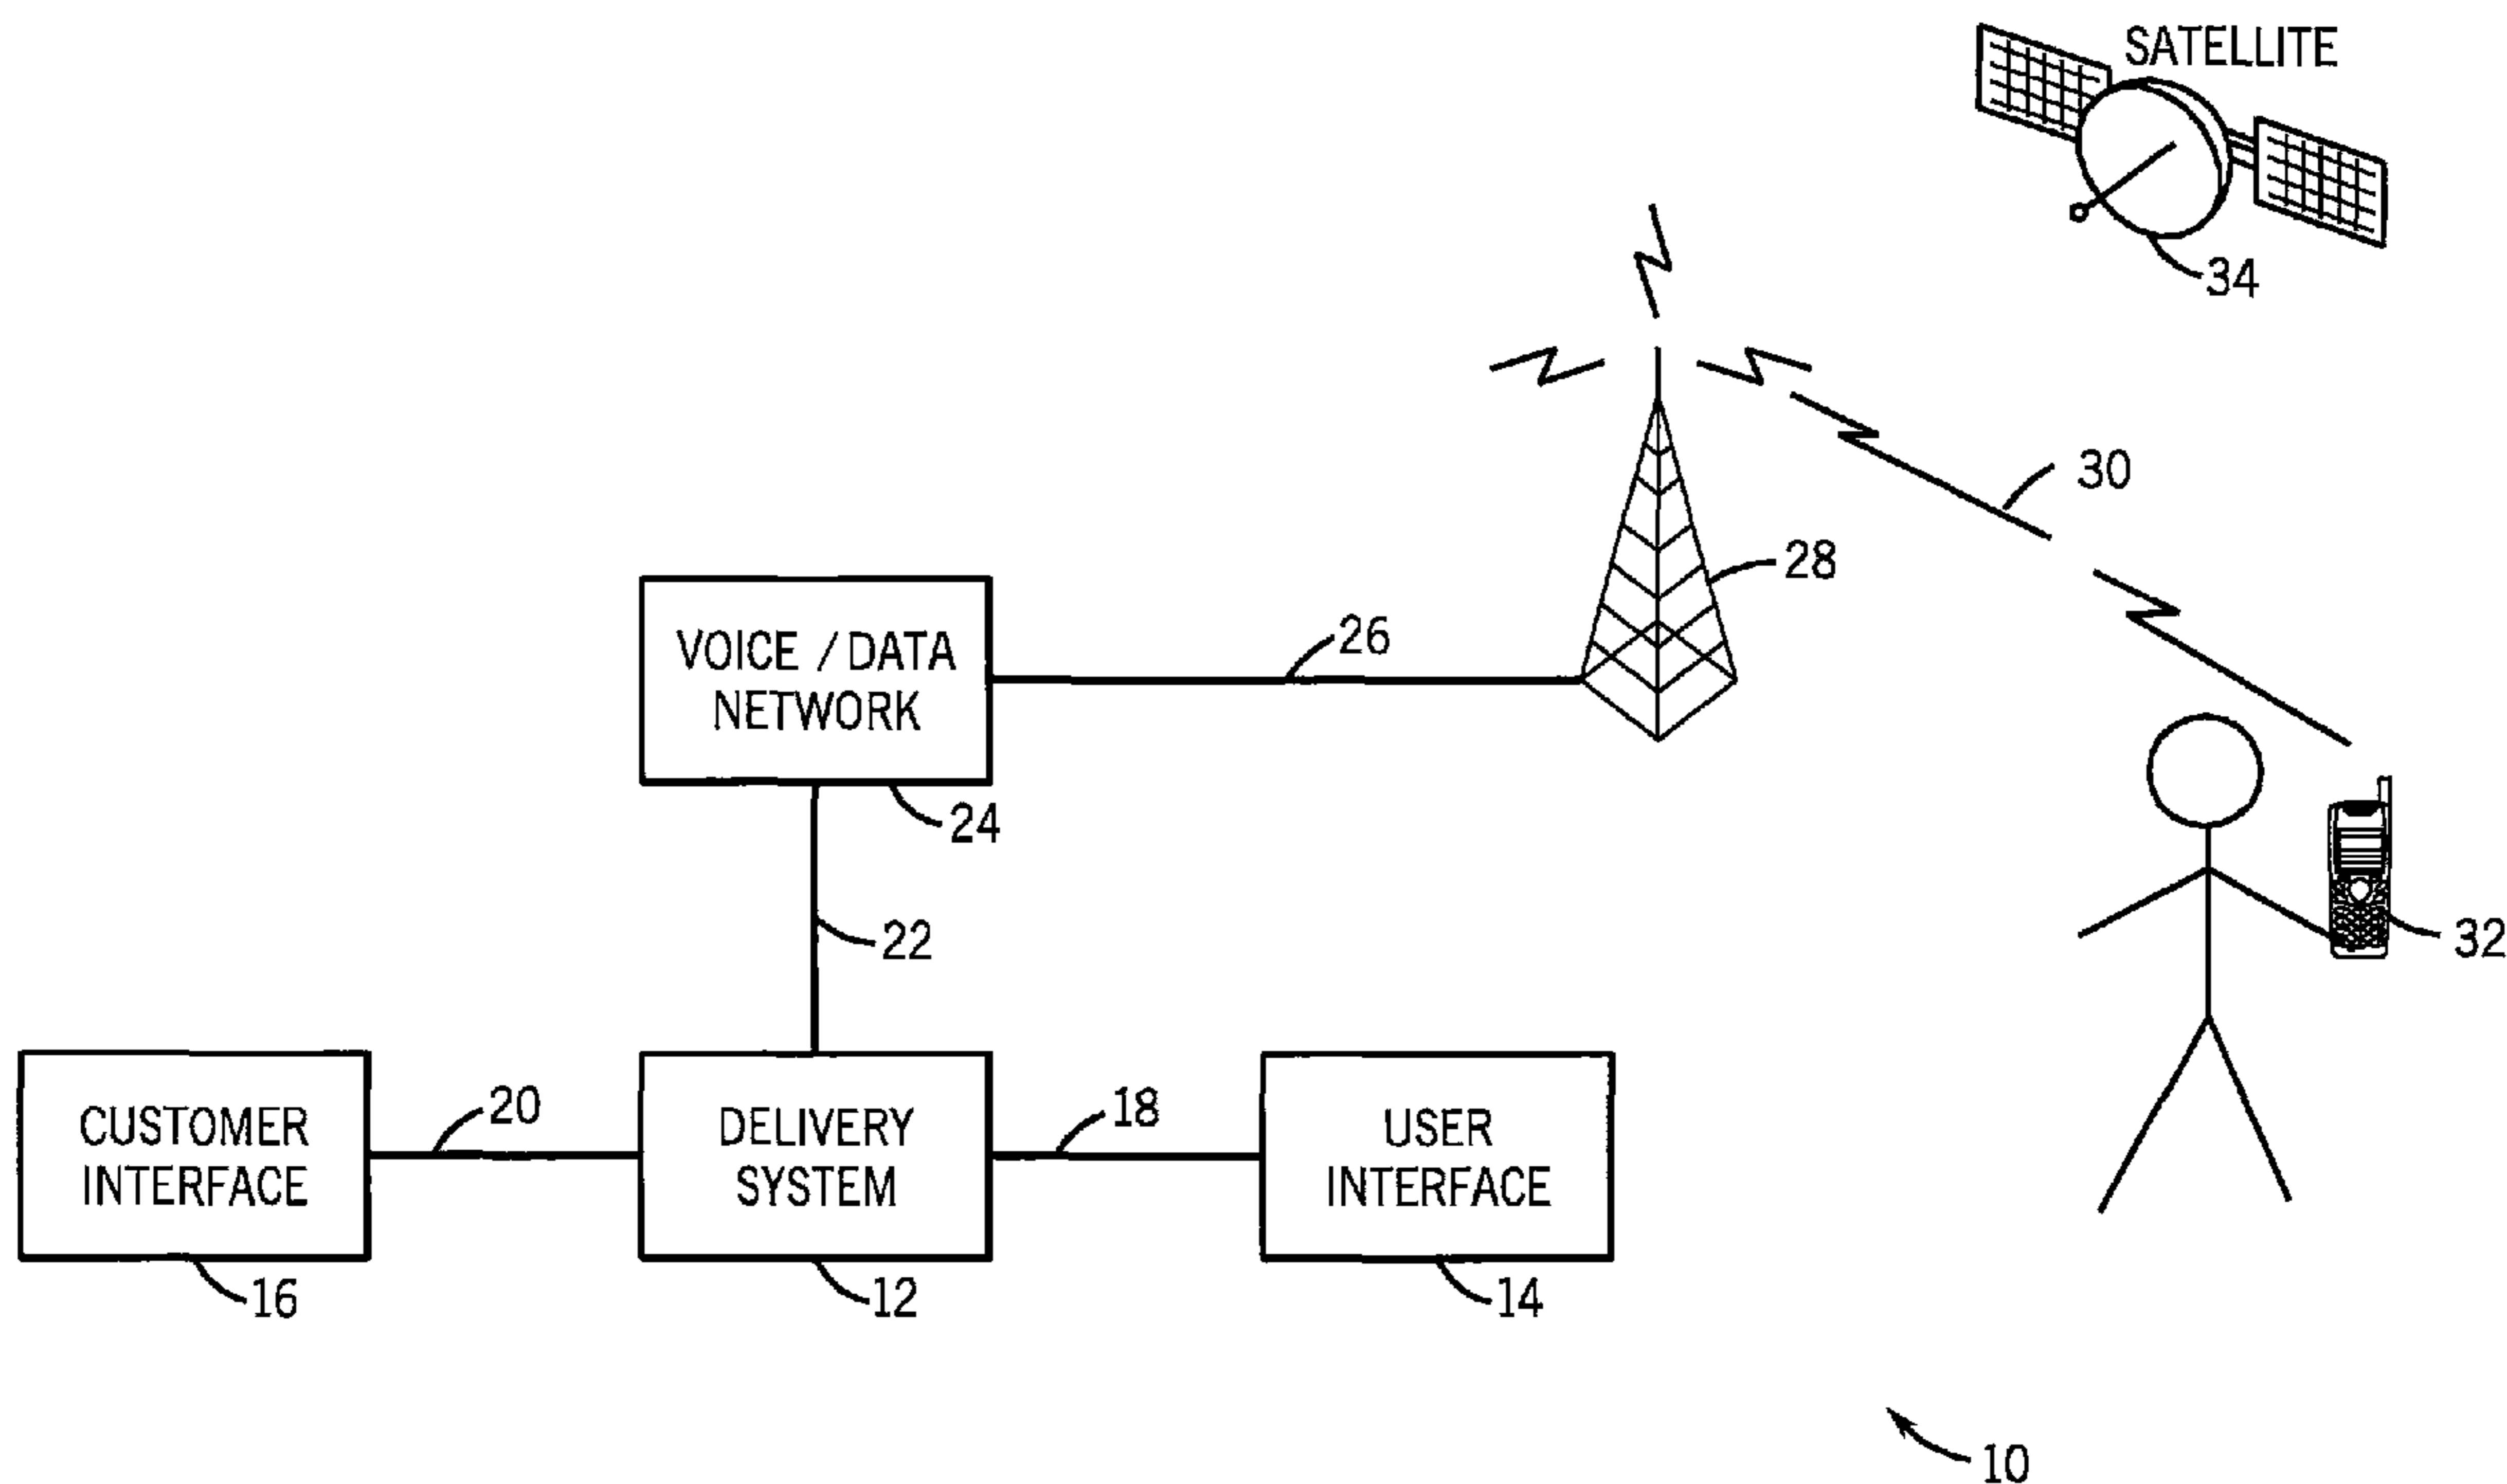 SATELLITE
34
30
28
26
VOICE / DATA
NETWORK
24
22
32
CUSTOMER
INTERFACE
20
DELIVERY
SYSTEM
18
USER
INTERFACE
16
12
14
10